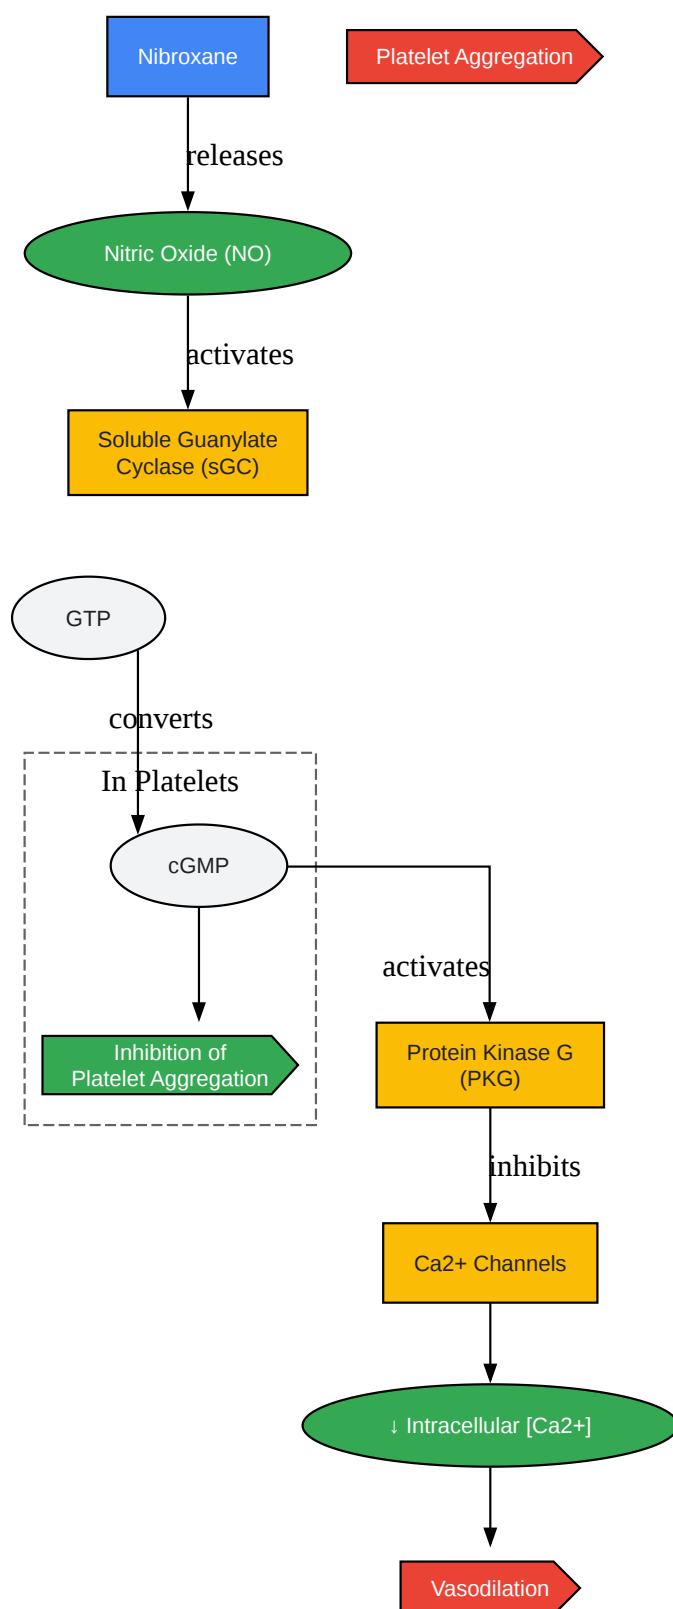 Nibroxane
Platelet Aggregation
releases
Nitric Oxide (NO)
activates
Soluble Guanylate
Cyclase (sGC)
GTP
converts
In Platelets
cGMP
activates
Inhibition of
Platelet Aggregation
Protein Kinase G
(PKG)
inhibits
Ca2+ Channels
↓ Intracellular [Ca2+]
Vasodilation